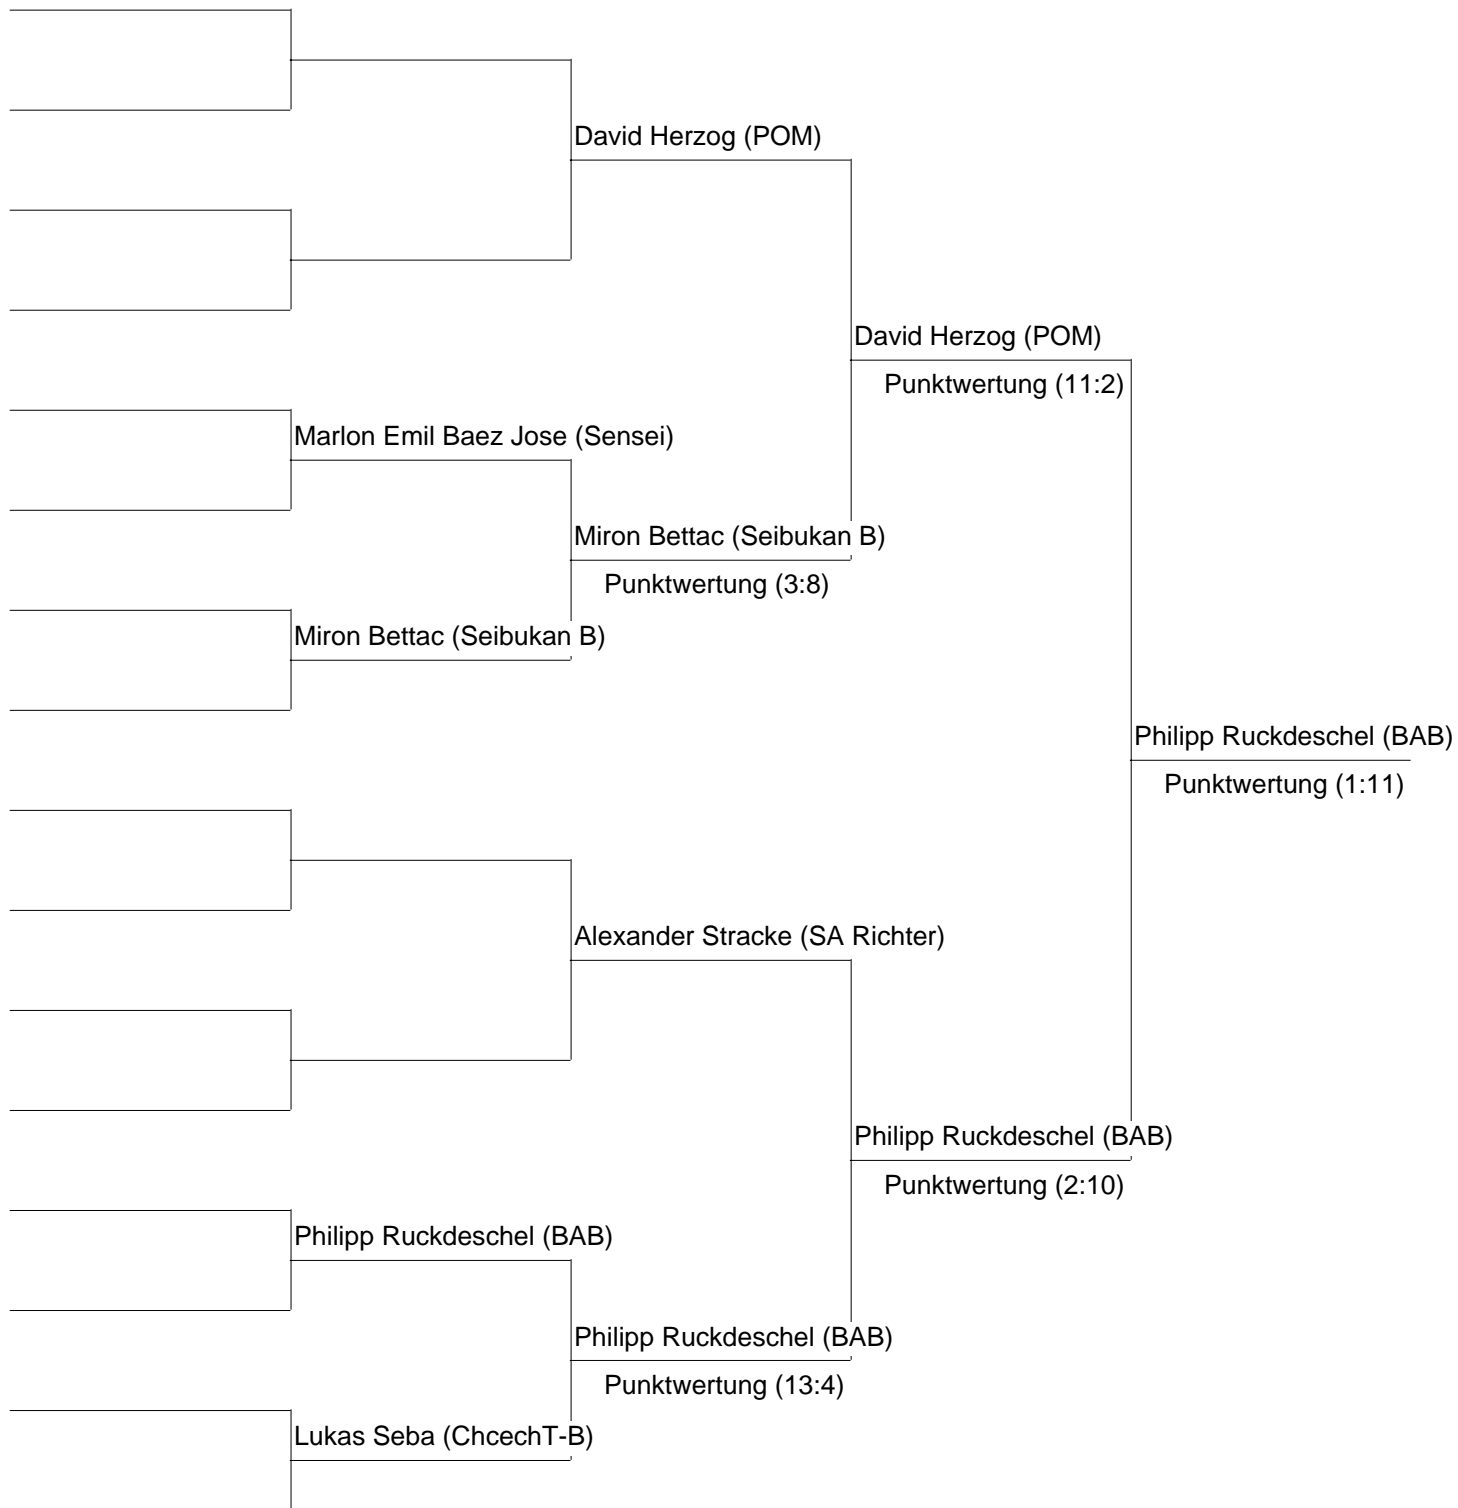 David Herzog (POM)
David Herzog (POM)
Punktwertung (11:2)
Marlon Emil Baez Jose (Sensei)
Miron Bettac (Seibukan B)
Punktwertung (3:8)
Miron Bettac (Seibukan B)
Philipp Ruckdeschel (BAB)
Punktwertung (1:11)
Alexander Stracke (SA Richter)
Philipp Ruckdeschel (BAB)
Punktwertung (2:10)
Philipp Ruckdeschel (BAB)
Philipp Ruckdeschel (BAB)
Punktwertung (13:4)
Lukas Seba (ChcechT-B)